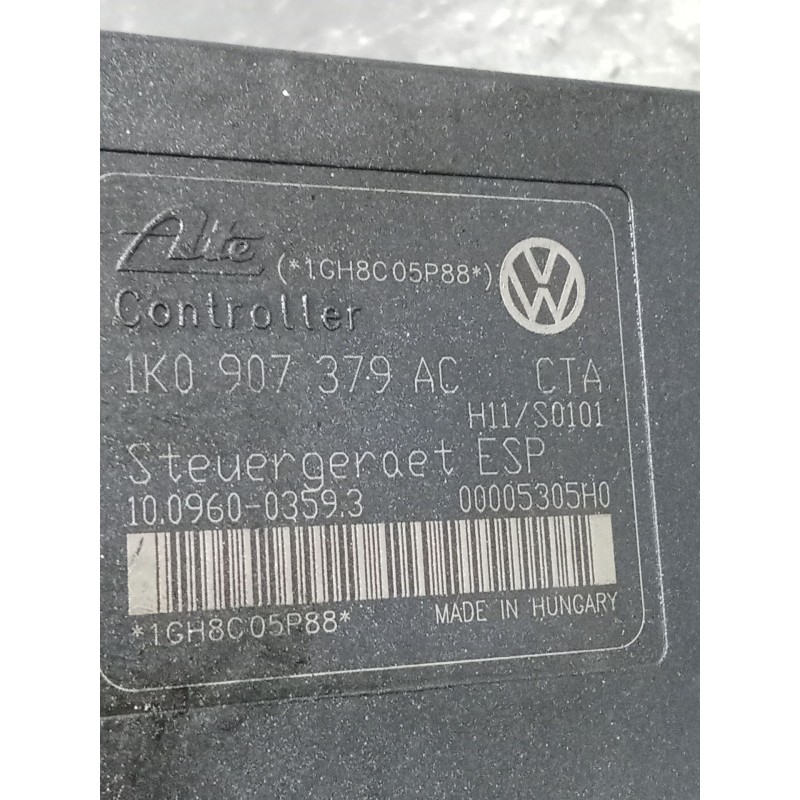 Alite (*1GH8C05P88*)
Controller
1K0 907 379 AC CTA
H11/S0101
Steuergeraet ESP
10.0960-0359.3 00005305H0
*1GH8C05P88* MADE IN HUNGARY